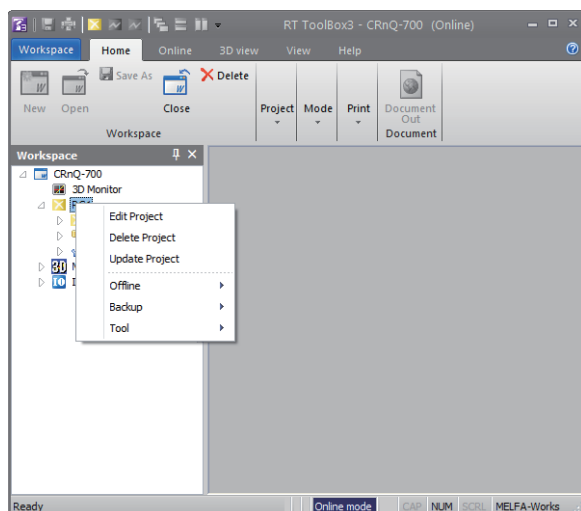 RT ToolBox3 - CRnQ-700 (Online)
Workspace Home Online 3D view View Help
New Open Save As Close Delete Project Mode Print Document Out
Workspace Document
Workspace
CRnQ-700
3D Monitor
Edit Project
Delete Project
Update Project
Offline
Backup
Tool
Ready Online mode CAP NUM SCRL MELFA-Works